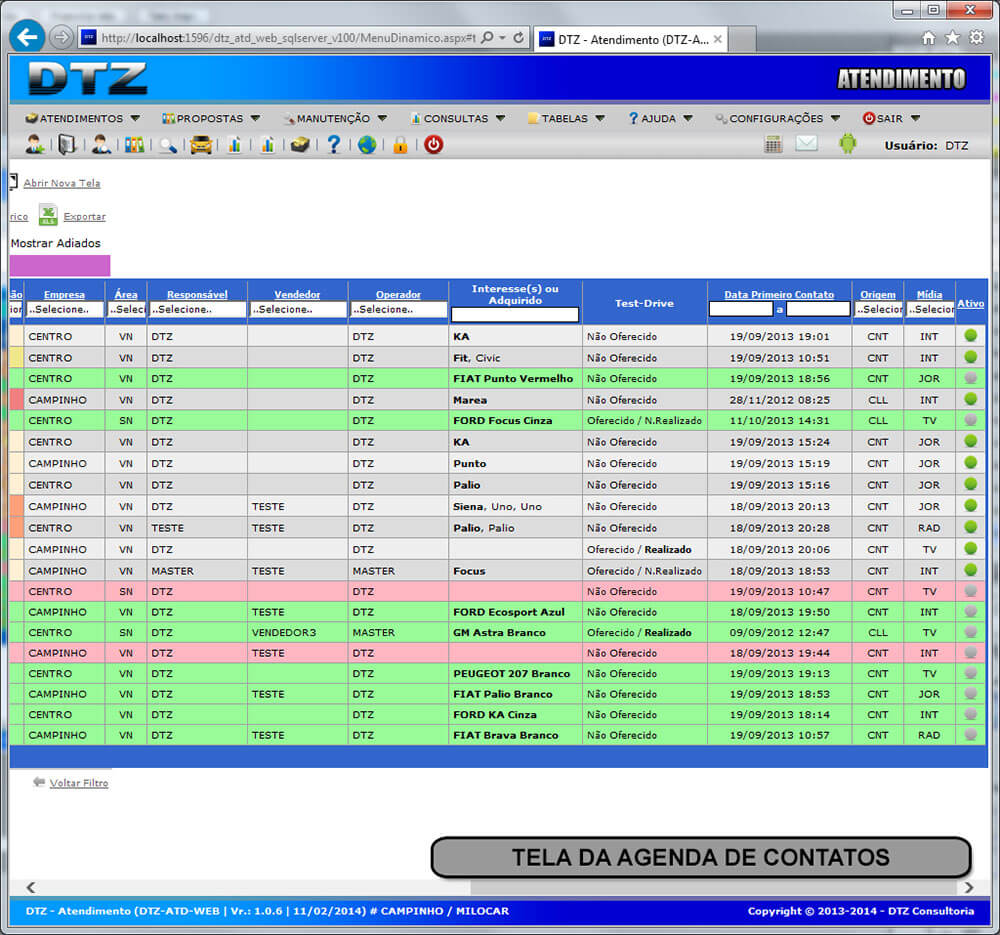 http://localhost:1596/dtz_atd_web_sqlserver_v100/MenuDinamico.aspx#t
DTZ - Atendimento (DTZ-A...
DTZ
ATENDIMENTO
ATENDIMENTOS PROPOSTAS MANUTENÇÃO CONSULTAS TABELAS ? AJUDA CONFIGURAÇÕES SAIR
Usuário: DTZ
Abrir Nova Tela
rico Exportar
Mostrar Adiados
ão Empresa Área Responsável Vendedor Operador Interesse(s) ou Adquirido Test-Drive Data Primeiro Contato Origem Mídia Ativo
ion ..Selecione.. ..Seleci ..Selecione.. ..Selecione.. ..Selecione.. a ..Selecion ..Selecion
CENTRO VN DTZ DTZ KA Não Oferecido 19/09/2013 19:01 CNT INT
CENTRO VN DTZ DTZ Fit, Civic Não Oferecido 19/09/2013 10:51 CNT INT
CENTRO VN DTZ DTZ FIAT Punto Vermelho Não Oferecido 19/09/2013 18:56 CNT JOR
CAMPINHO VN DTZ DTZ Marea Não Oferecido 28/11/2012 08:25 CLL INT
CENTRO SN DTZ DTZ FORD Focus Cinza Oferecido / N.Realizado 11/10/2013 14:31 CLL TV
CENTRO VN DTZ DTZ KA Não Oferecido 19/09/2013 15:24 CNT JOR
CAMPINHO VN DTZ DTZ Punto Não Oferecido 19/09/2013 15:19 CNT JOR
CENTRO VN DTZ DTZ Palio Não Oferecido 19/09/2013 15:16 CNT JOR
CAMPINHO VN DTZ TESTE DTZ Siena, Uno, Uno Não Oferecido 18/09/2013 20:13 CNT JOR
CENTRO VN TESTE TESTE DTZ Palio, Palio Não Oferecido 18/09/2013 20:28 CNT RAD
CAMPINHO VN DTZ DTZ Oferecido / Realizado 18/09/2013 20:06 CNT TV
CAMPINHO VN MASTER TESTE MASTER Focus Oferecido / N.Realizado 18/09/2013 18:53 CNT INT
CENTRO SN DTZ DTZ Não Oferecido 19/09/2013 10:47 CNT TV
CAMPINHO VN DTZ TESTE DTZ FORD Ecosport Azul Não Oferecido 18/09/2013 19:50 CNT INT
CENTRO SN DTZ VENDEDOR3 MASTER GM Astra Branco Oferecido / Realizado 09/09/2012 12:47 CLL TV
CAMPINHO VN DTZ TESTE DTZ Não Oferecido 18/09/2013 19:44 CNT INT
CENTRO VN DTZ DTZ PEUGEOT 207 Branco Não Oferecido 19/09/2013 19:13 CNT TV
CAMPINHO VN DTZ TESTE DTZ FIAT Palio Branco Não Oferecido 19/09/2013 18:53 CNT JOR
CENTRO VN DTZ DTZ FORD KA Cinza Não Oferecido 19/09/2013 18:14 CNT INT
CAMPINHO VN DTZ TESTE DTZ FIAT Brava Branco Não Oferecido 19/09/2013 10:57 CNT RAD
Voltar Filtro
TELA DA AGENDA DE CONTATOS
DTZ - Atendimento (DTZ-ATD-WEB | Vr.: 1.0.6 | 11/02/2014) # CAMPINHO / MILOCAR Copyright © 2013-2014 - DTZ Consultoria